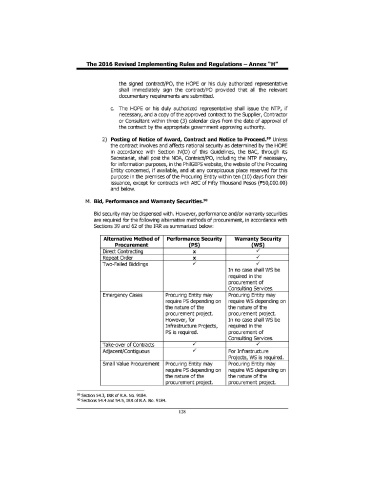 The 2016 Revised Implementing Rules and Regulations – Annex "H"
the signed contract/PO, the HOPE or his duly authorized representative
shall immediately sign the contract/PO provided that all the relevant
documentary requirements are submitted.
c. The HOPE or his duly authorized representative shall issue the NTP, if
necessary, and a copy of the approved contract to the Supplier, Contractor
or Consultant within three (3) calendar days from the date of approval of
the contract by the appropriate government approving authority.
2) Posting of Notice of Award, Contract and Notice to Proceed. Unless
the contract involves and affects national security as determined by the HOPE
in accordance with Section IV(D) of this Guidelines, the BAC, through its
Secretariat, shall post the NOA, Contract/PO, including the NTP if necessary,
for information purposes, in the PhilGEPS website, the website of the Procuring
Entity concerned, if available, and at any conspicuous place reserved for this
purpose in the premises of the Procuring Entity within ten (10) days from their
issuance, except for contracts with ABC of Fifty Thousand Pesos (₱50,000.00)
and below.
M. Bid, Performance and Warranty Securities.
Bid security may be dispensed with. However, performance and/or warranty securities
are required for the following alternative methods of procurement, in accordance with
Sections 39 and 62 of the IRR as summarized below:
Alternative Method of Procurement Performance Security (PS) Warranty Security (WS)
Direct Contracting x ✓
Repeat Order x ✓
Two-Failed Biddings ✓ ✓
In no case shall WS be
required in the
procurement of
Consulting Services.
Emergency Cases Procuring Entity may Procuring Entity may
require PS depending on require WS depending on
the nature of the the nature of the
procurement project. procurement project.
However, for In no case shall WS be
Infrastructure Projects, required in the
PS is required. procurement of
Consulting Services.
Take-over of Contracts ✓ ✓
Adjacent/Contiguous ✓ For Infrastructure
Projects, WS is required.
Small Value Procurement Procuring Entity may Procuring Entity may
require PS depending on require WS depending on
the nature of the the nature of the
procurement project. procurement project.
Section 54.3, IRR of R.A. No. 9184.
Sections 54.4 and 54.5, IRR of R.A. No. 9184.